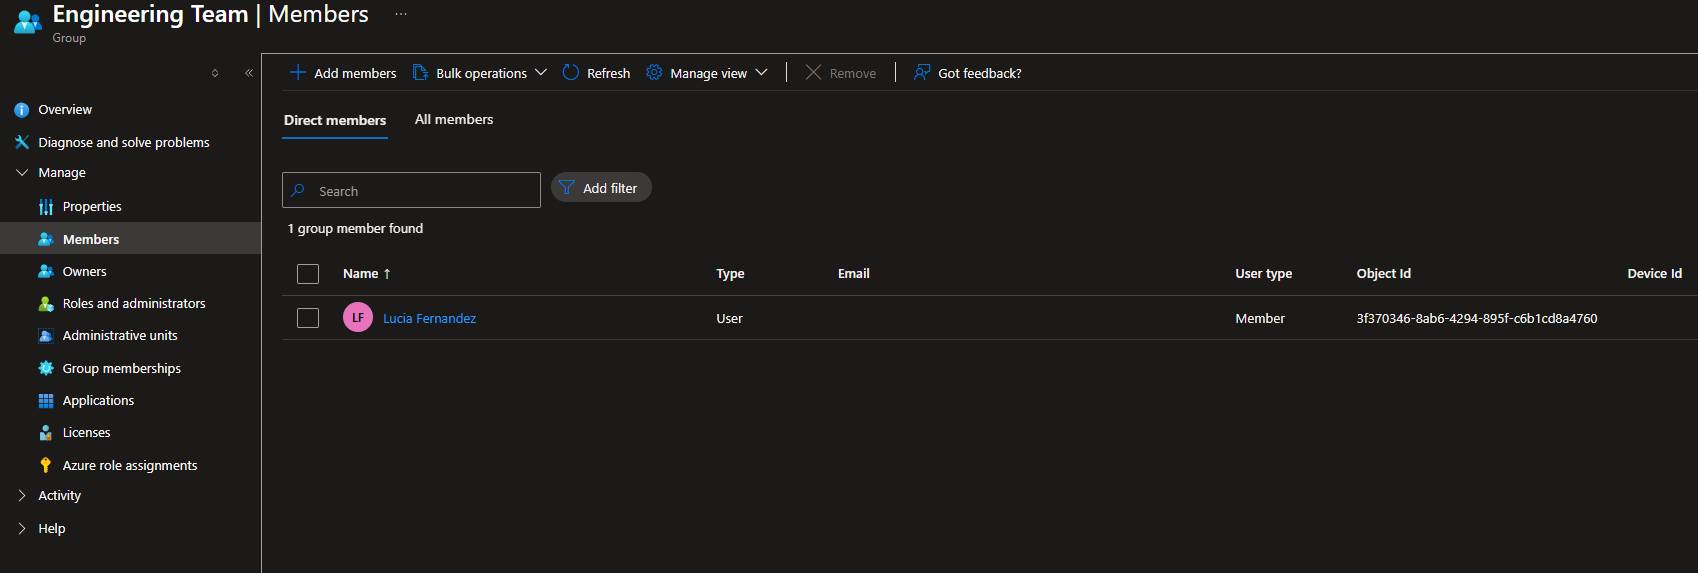 Engineering Team | Members ...
Group
Add members Bulk operations Refresh Manage view Remove Got feedback?
Overview
Diagnose and solve problems
Manage
Properties
Members
Owners
Roles and administrators
Administrative units
Group memberships
Applications
Licenses
Azure role assignments
Activity
Help
Direct members All members
Search Add filter
1 group member found
Name ↑ Type Email User type Object Id Device Id
LF Lucia Fernandez User Member 3f370346-8ab6-4294-895f-c6b1cd8a4760